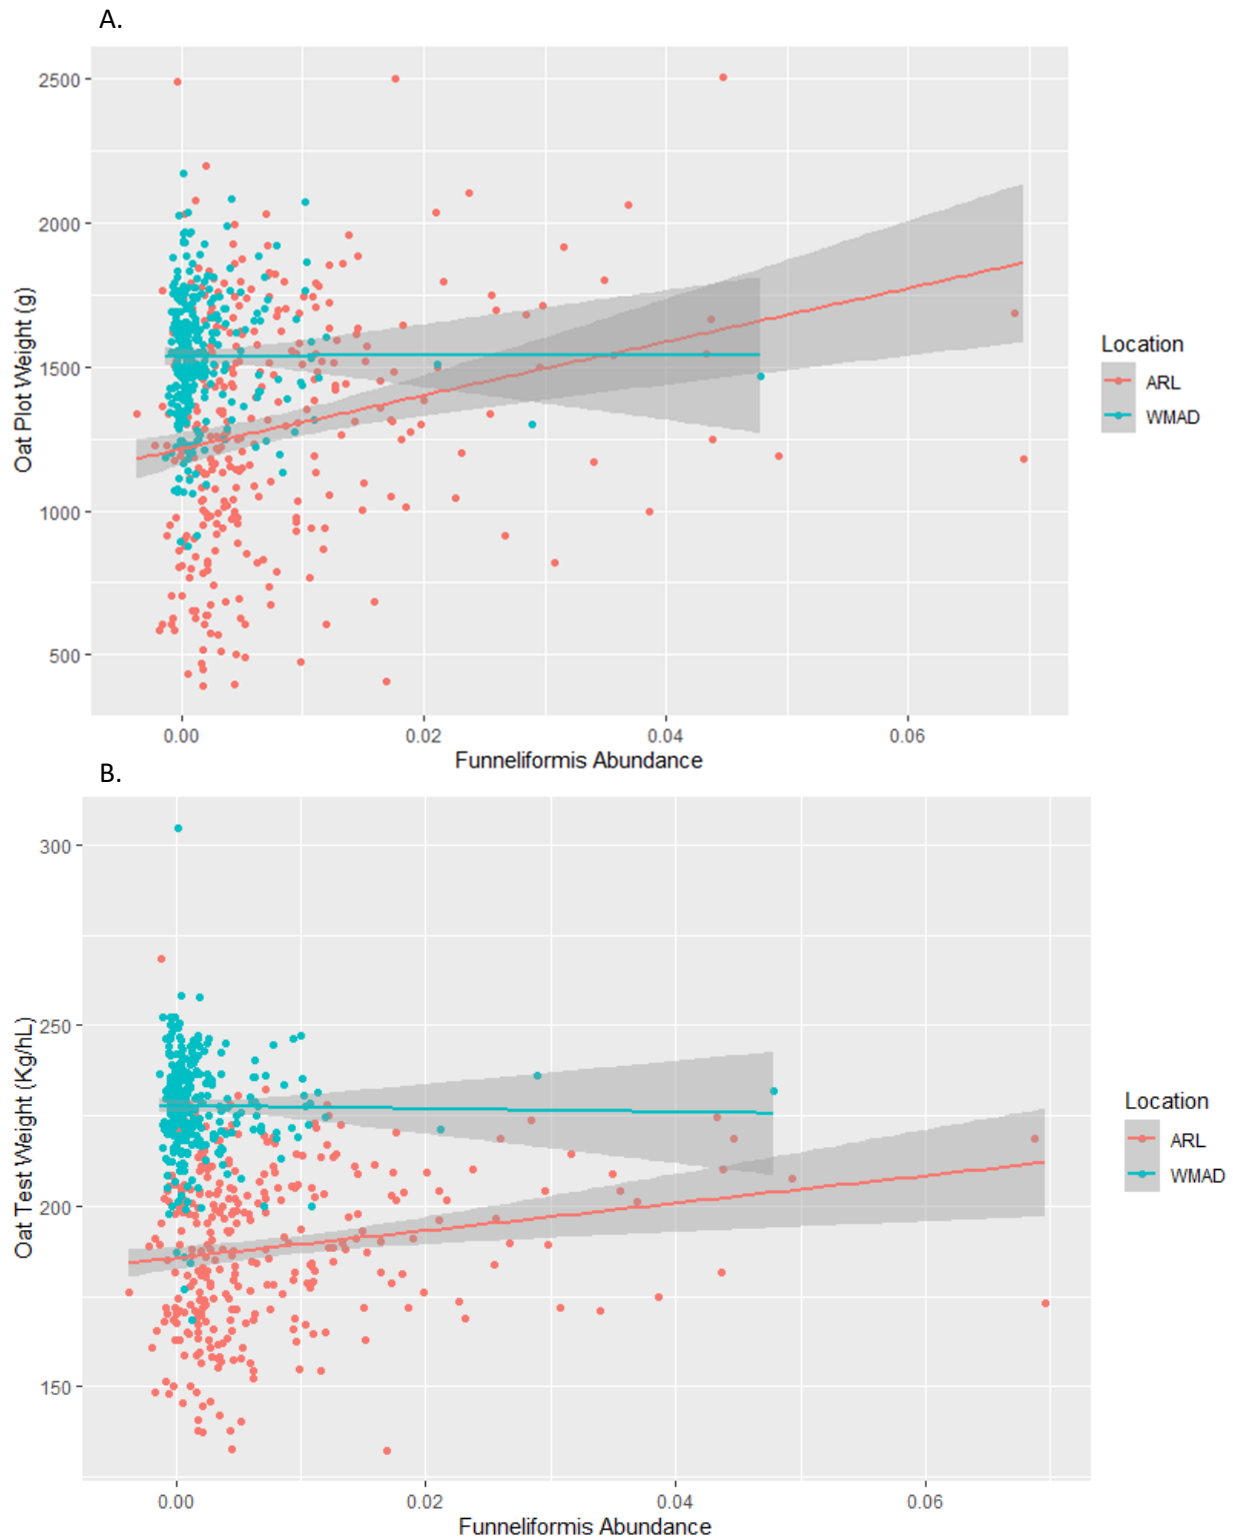 A.
2500
2000
1500
1000
500
Oat Plot Weight (g)
0.00 0.02 0.04 0.06
Funneliformis Abundance
Location
ARL
WMAD
B.
300
250
200
150
Oat Test Weight (Kg/hL)
0.00 0.02 0.04 0.06
Funneliformis Abundance
Location
ARL
WMAD